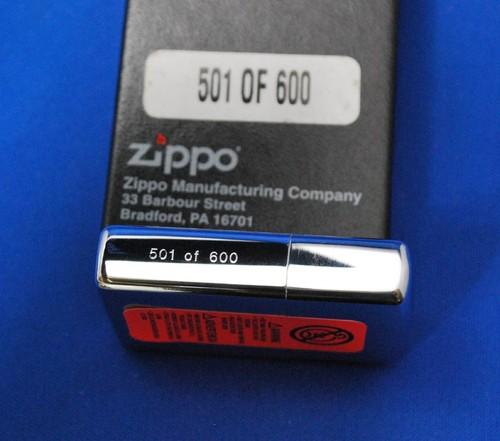 501 OF 600
zippo
Zippo Manufacturing Company
33 Barbour Street
Bradford, PA 16701
501 of 600